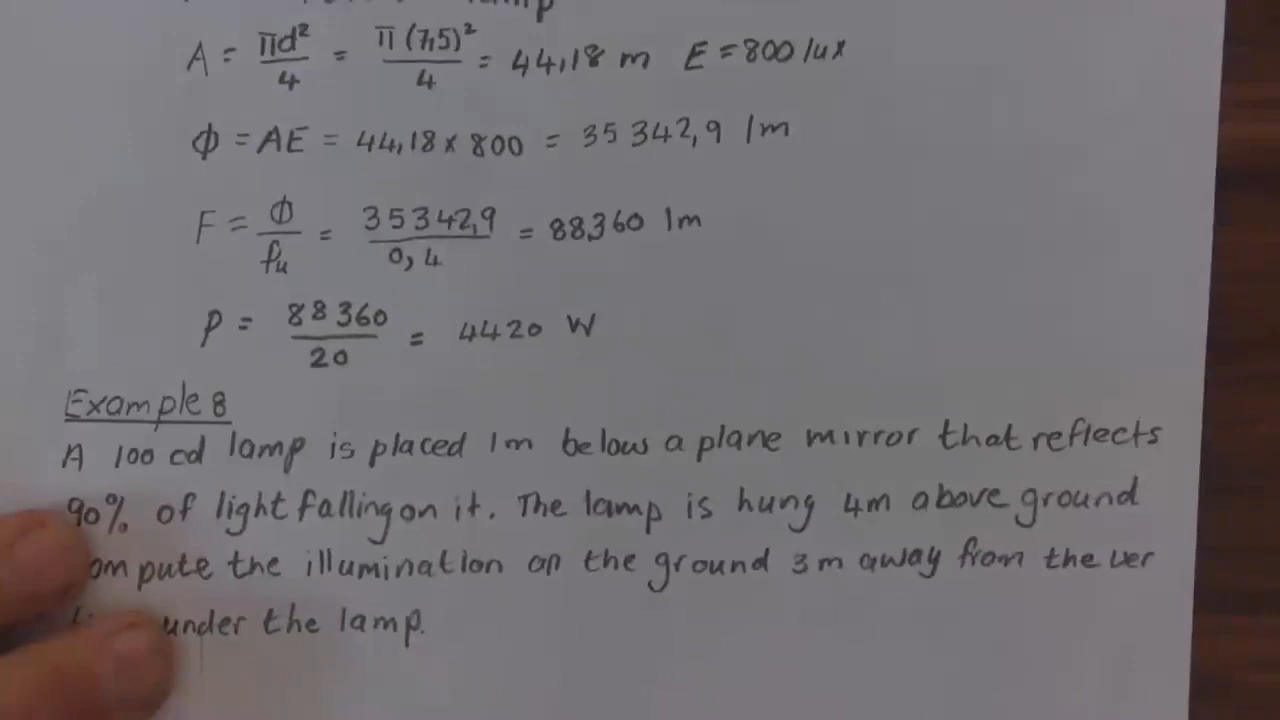 A = πd²/4 = π(7,5)²/4 = 44,18 m E = 800 lux
Φ = AE = 44,18 x 800 = 35 342,9 lm
F = Φ/fu = 35342,9/0,4 = 88360 lm
P = 88360/20 = 4420 W
Example 8
A 100 cd lamp is placed 1m below a plane mirror that reflects
90% of light falling on it. The lamp is hung 4m above ground
ompute the illumination on the ground 3m away from the ver
under the lamp.